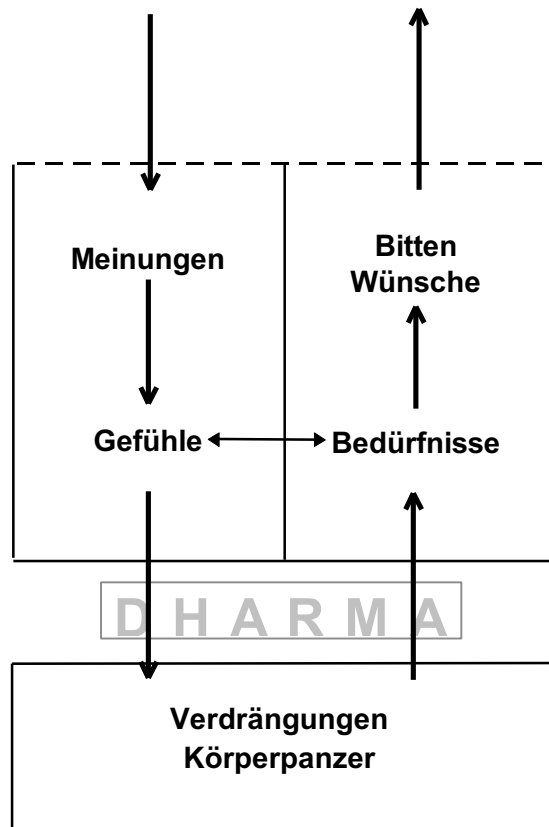 Meinungen
Bitten
Wünsche
Gefühle
Bedürfnisse
D H A R M A
Verdrängungen
Körperpanzer